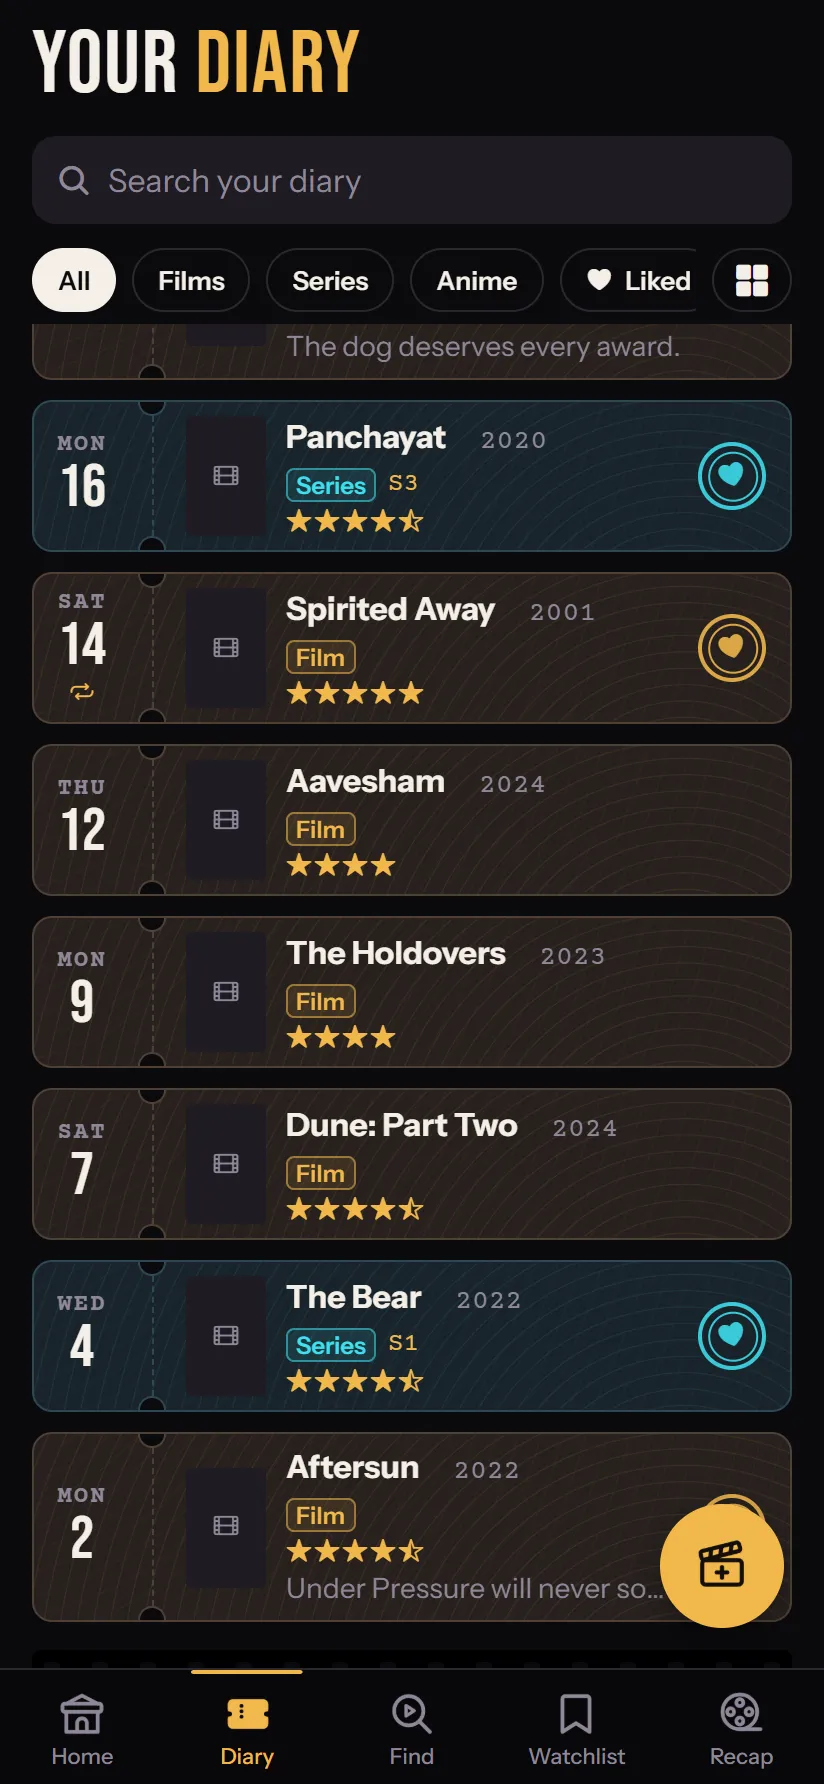 YOUR DIARY
Search your diary
All
Films
Series
Anime
Liked
The dog deserves every award.
MON
16
Panchayat 2020
Series S3
SAT
14
Spirited Away 2001
Film
THU
12
Aavesham 2024
Film
MON
9
The Holdovers 2023
Film
SAT
7
Dune: Part Two 2024
Film
WED
4
The Bear 2022
Series S1
MON
2
Aftersun 2022
Film
Under Pressure will never so...
Home
Diary
Find
Watchlist
Recap